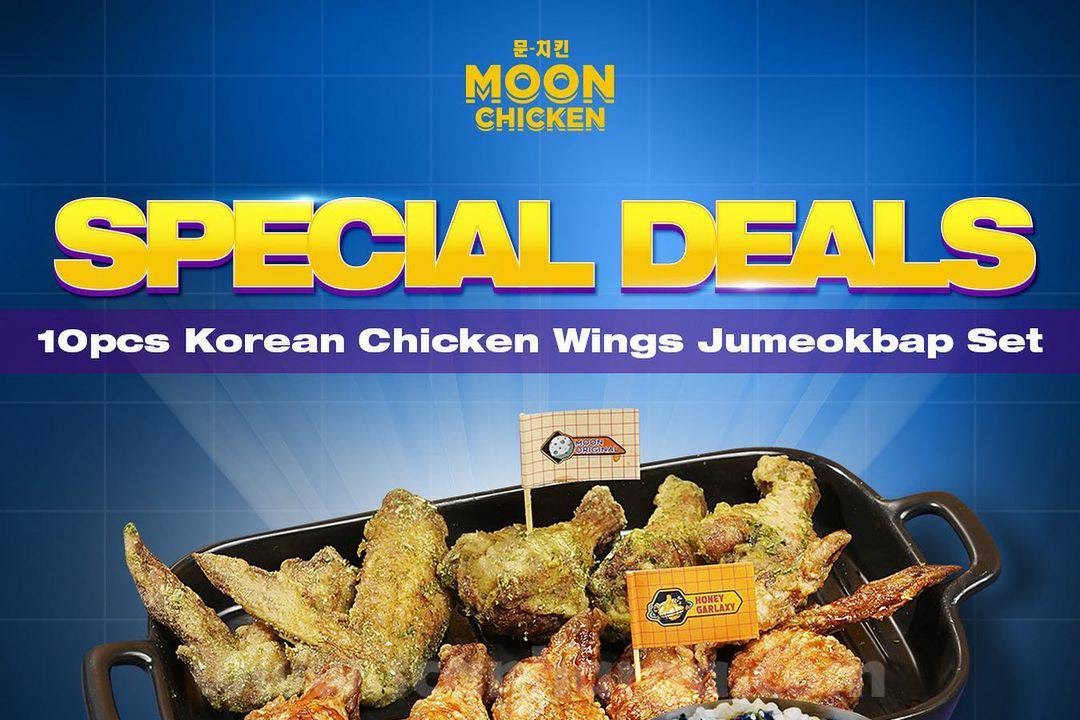 문-치킨
MOON
CHICKEN
SPECIAL DEALS
10pcs Korean Chicken Wings Jumeokbap Set
MOON
ORIGINAL
HONEY
GARLAXY